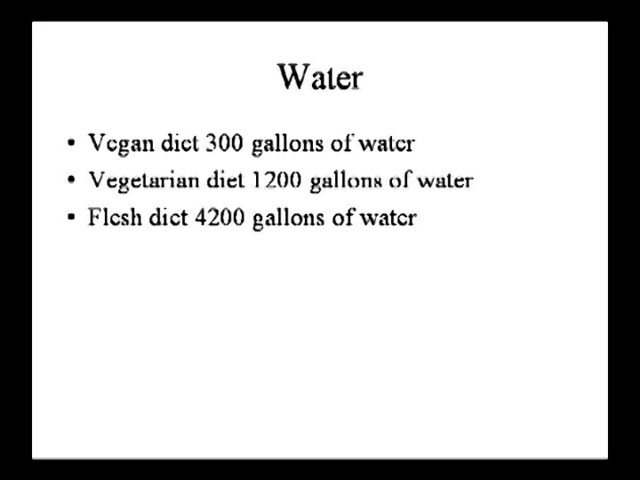 Water
• Vegan diet 300 gallons of water
• Vegetarian diet 1200 gallons of water
• Flesh diet 4200 gallons of water